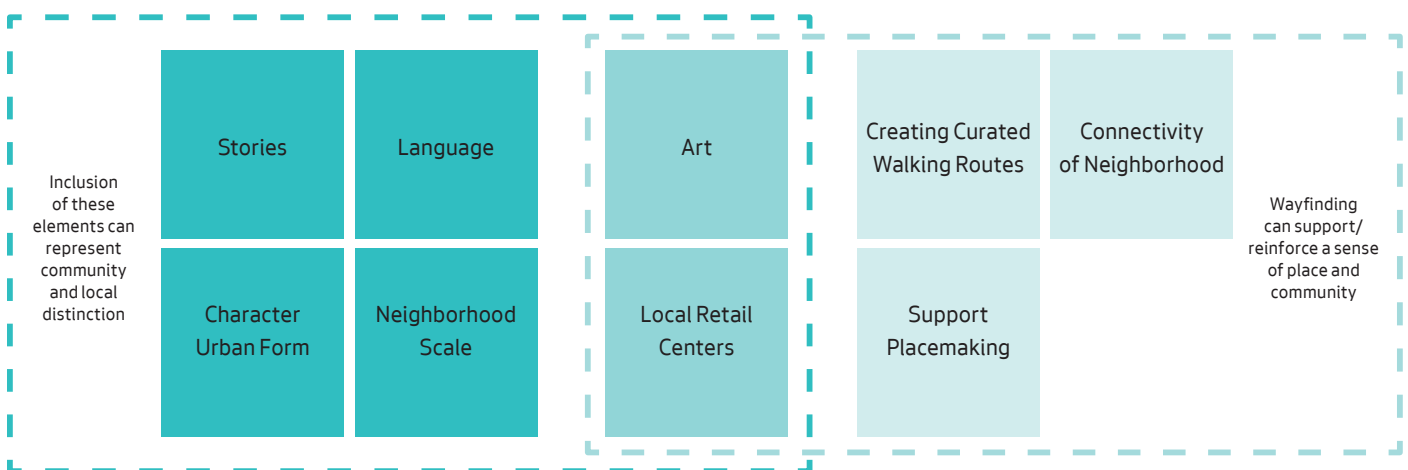 Inclusion
of these
elements can
represent
community
and local
distinction
Stories
Language
Character
Urban Form
Neighborhood
Scale
Art
Local Retail
Centers
Creating Curated
Walking Routes
Connectivity
of Neighborhood
Support
Placemaking
Wayfinding
can support/
reinforce a sense
of place and
community